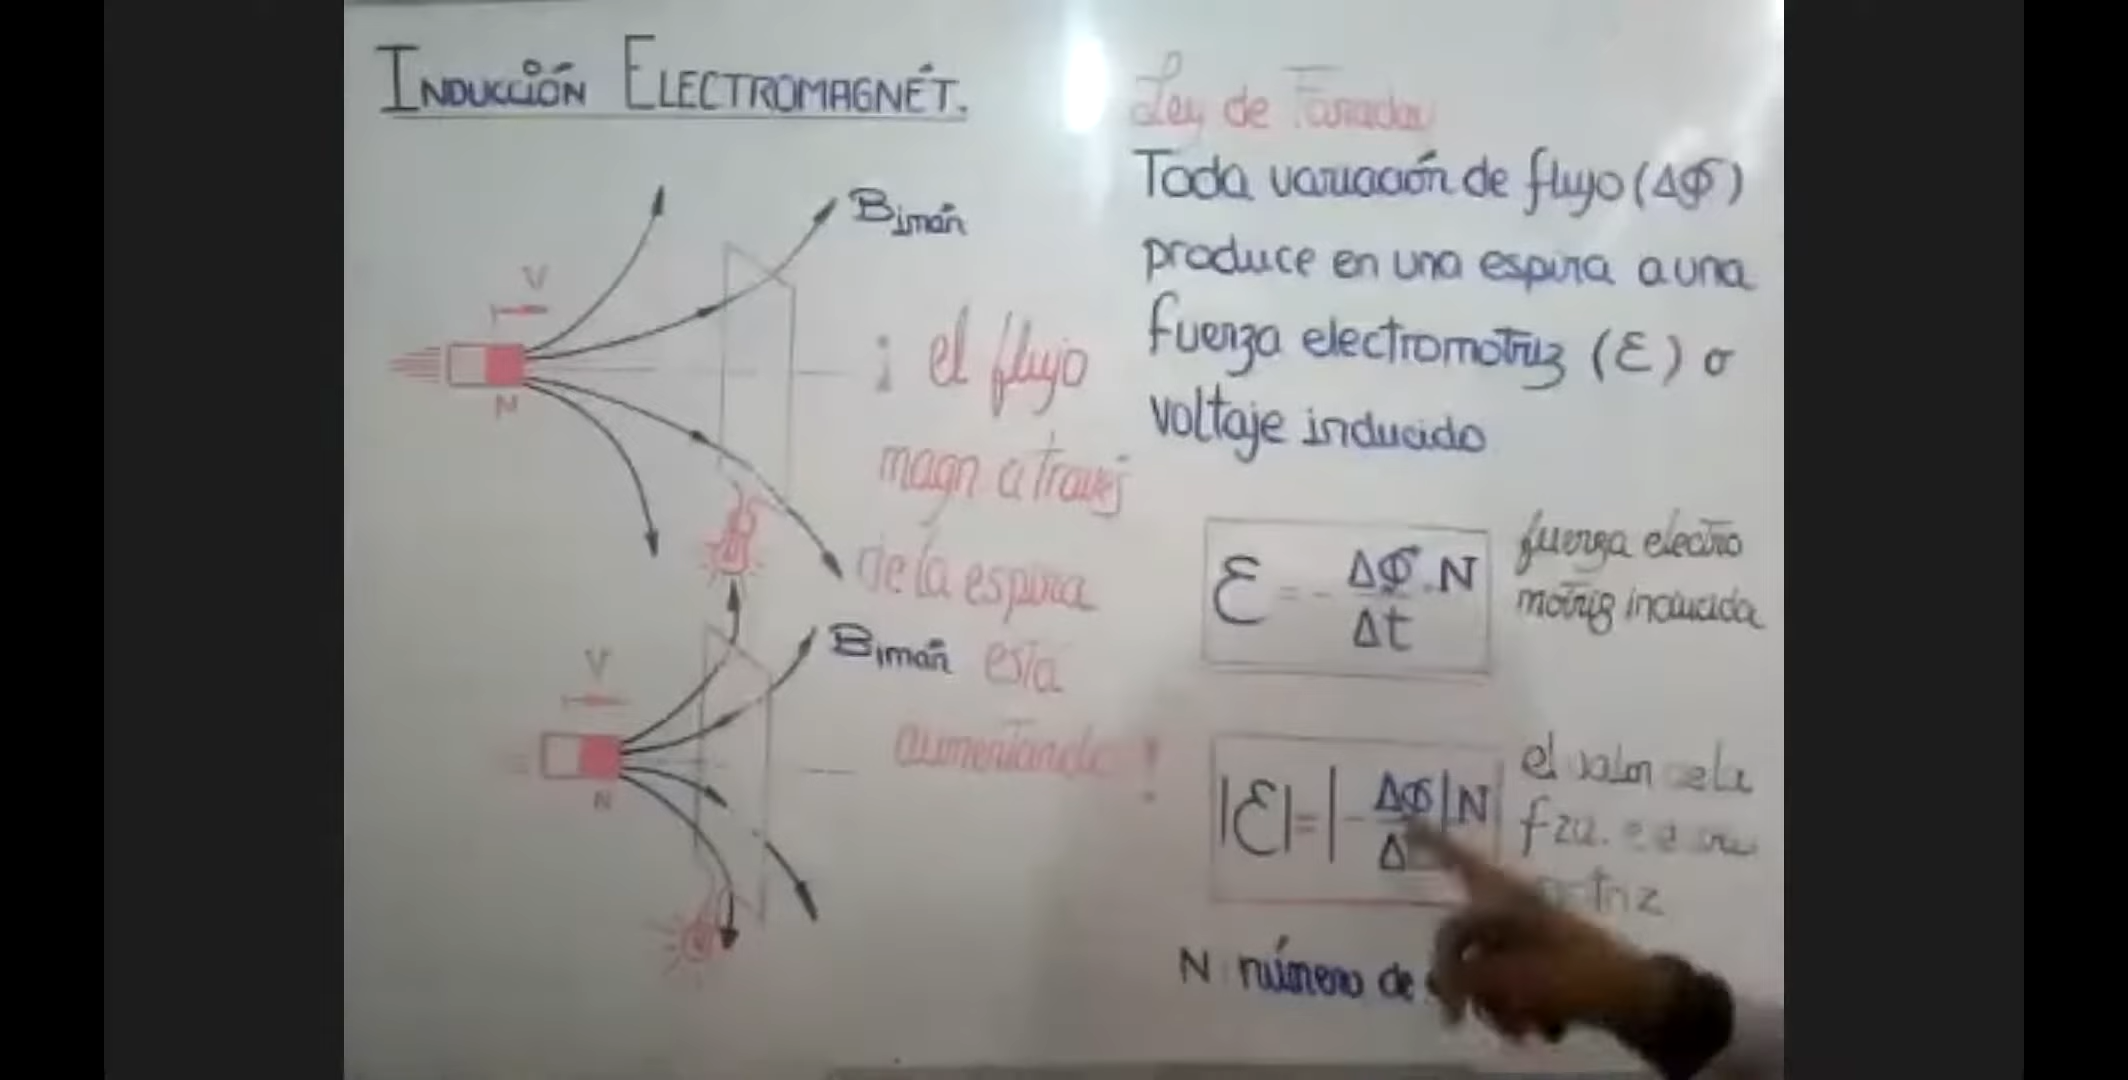 INDUCCIÓN ELECTROMAGNÉT.
V
N
Bimán
¡ el flujo
magn. a través
de la espira
está
aumentando !
V
N
Bimán
Ley de Faraday
Toda variación de flujo (ΔΦ)
produce en una espira a una
fuerza electromotriz (ε) o
voltaje inducido
ε = - ΔΦ/Δt . N
fuerza electro
motriz inducida
|ε| = |- ΔΦ/Δ | N
el valor de la
fza.
N: número de